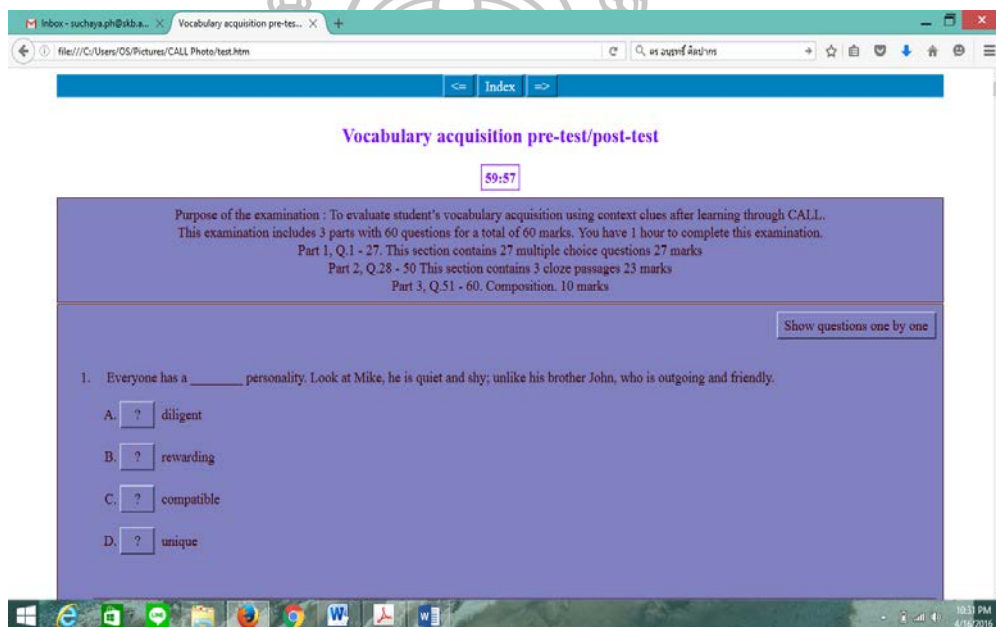 Inbox - suchaya.ph@skb.a...
Vocabulary acquisition pre-tes...
file:///C:/Users/OS/Pictures/CALL Photo/test.htm
<= Index =>
Vocabulary acquisition pre-test/post-test
59:57
Purpose of the examination : To evaluate student's vocabulary acquisition using context clues after learning through CALL.
This examination includes 3 parts with 60 questions for a total of 60 marks. You have 1 hour to complete this examination.
Part 1, Q.1 - 27. This section contains 27 multiple choice questions 27 marks
Part 2, Q.28 - 50 This section contains 3 cloze passages 23 marks
Part 3, Q.51 - 60. Composition. 10 marks
Show questions one by one
1. Everyone has a ________ personality. Look at Mike, he is quiet and shy; unlike his brother John, who is outgoing and friendly.
A. ? diligent
B. ? rewarding
C. ? compatible
D. ? unique
10:31 PM
4/16/2016